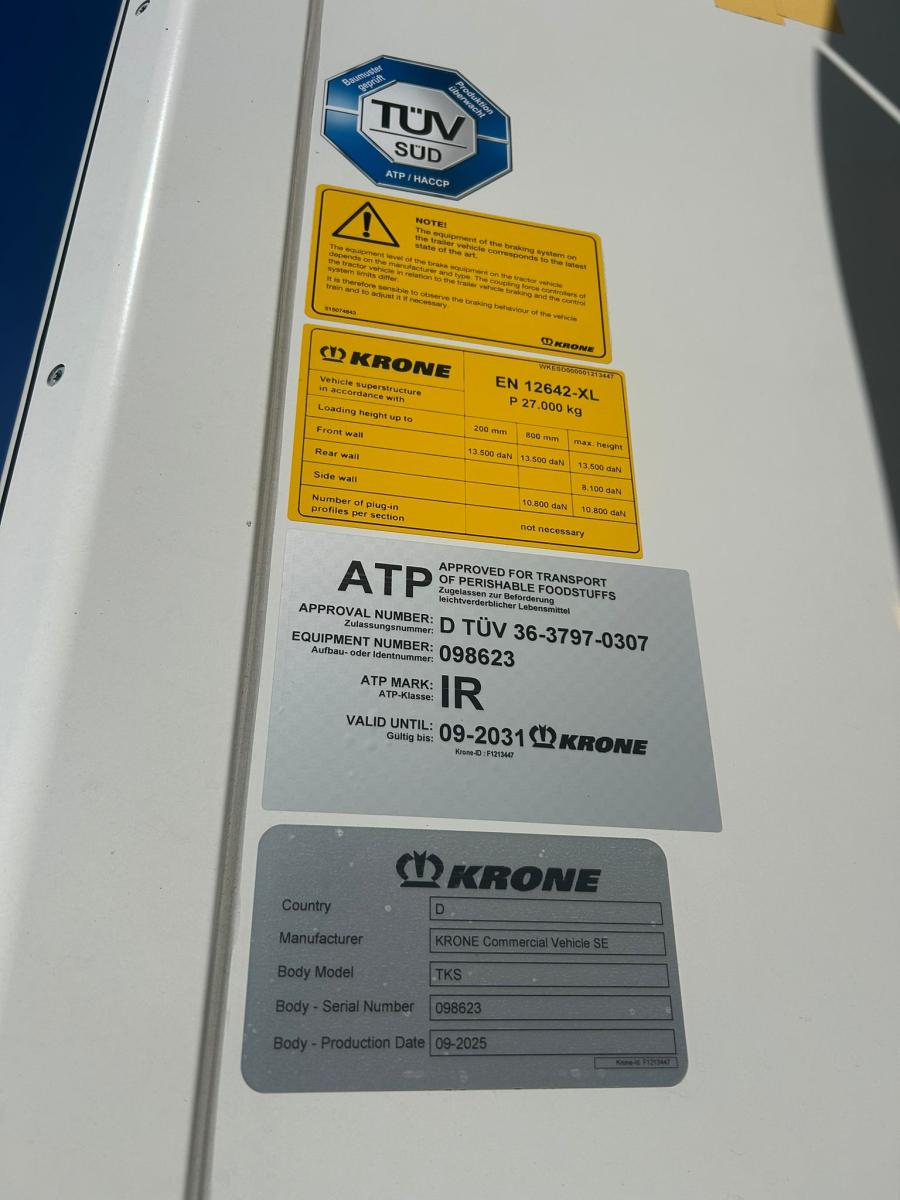 Baumuster
geprüft
Produktion
überwacht
TÜV
SÜD
ATP / HACCP
NOTE!
The equipment of the braking system on
the trailer vehicle corresponds to the latest
state of the art.
The equipment level of the brake equipment on the tractor vehicle
depends on the manufacturer and type. The coupling force controllers of
the tractor vehicle in relation to the trailer vehicle braking and the control
system limits differ.
It is therefore sensible to observe the braking behaviour of the vehicle
train and to adjust it if necessary.
515074843
KRONE
WKESD000001213447
KRONE
EN 12642-XL
P 27.000 kg
Vehicle superstructure
in accordance with
Loading height up to 200 mm 800 mm max. height
Front wall 13.500 daN 13.500 daN 13.500 daN
Rear wall 8.100 daN
Side wall 10.800 daN 10.800 daN
Number of plug-in
profiles per section
not necessary
ATP
APPROVED FOR TRANSPORT
OF PERISHABLE FOODSTUFFS
Zugelassen zur Beförderung
leichtverderblicher Lebensmittel
APPROVAL NUMBER: D TÜV 36-3797-0307
Zulassungsnummer:
EQUIPMENT NUMBER: 098623
Aufbau- oder Identnummer:
ATP MARK: IR
ATP-Klasse:
VALID UNTIL: 09-2031 KRONE
Gültig bis:
Krone-ID : F1213447
KRONE
Country D
Manufacturer KRONE Commercial Vehicle SE
Body Model TKS
Body - Serial Number 098623
Body - Production Date 09-2025
Krone-Id: F1213447